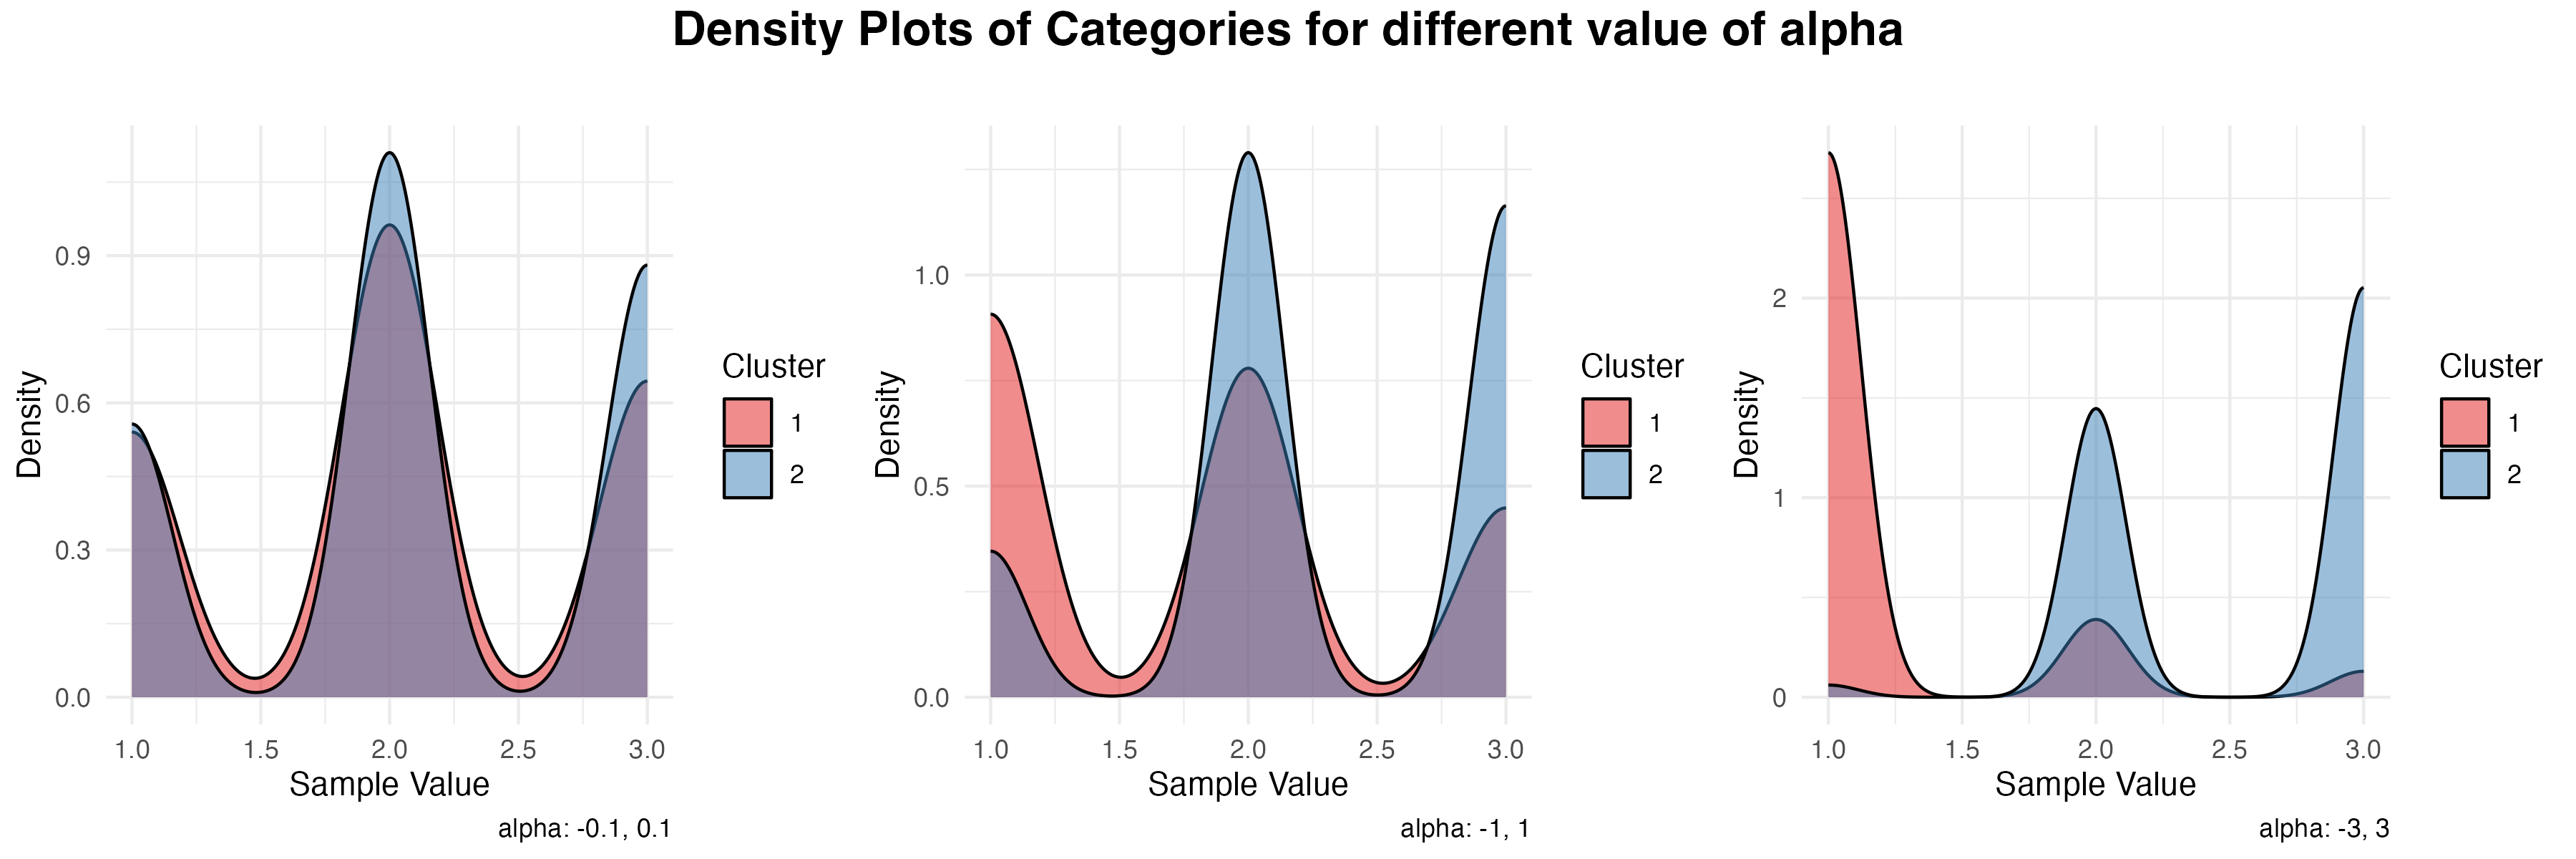 Density Plots of Categories for different value of alpha
Density
0.9
0.6
0.3
0.0
1.0 1.5 2.0 2.5 3.0
Sample Value
alpha: -0.1, 0.1
Cluster
1
2
Density
1.0
0.5
0.0
1.0 1.5 2.0 2.5 3.0
Sample Value
alpha: -1, 1
Cluster
1
2
Density
2
1
0
1.0 1.5 2.0 2.5 3.0
Sample Value
alpha: -3, 3
Cluster
1
2